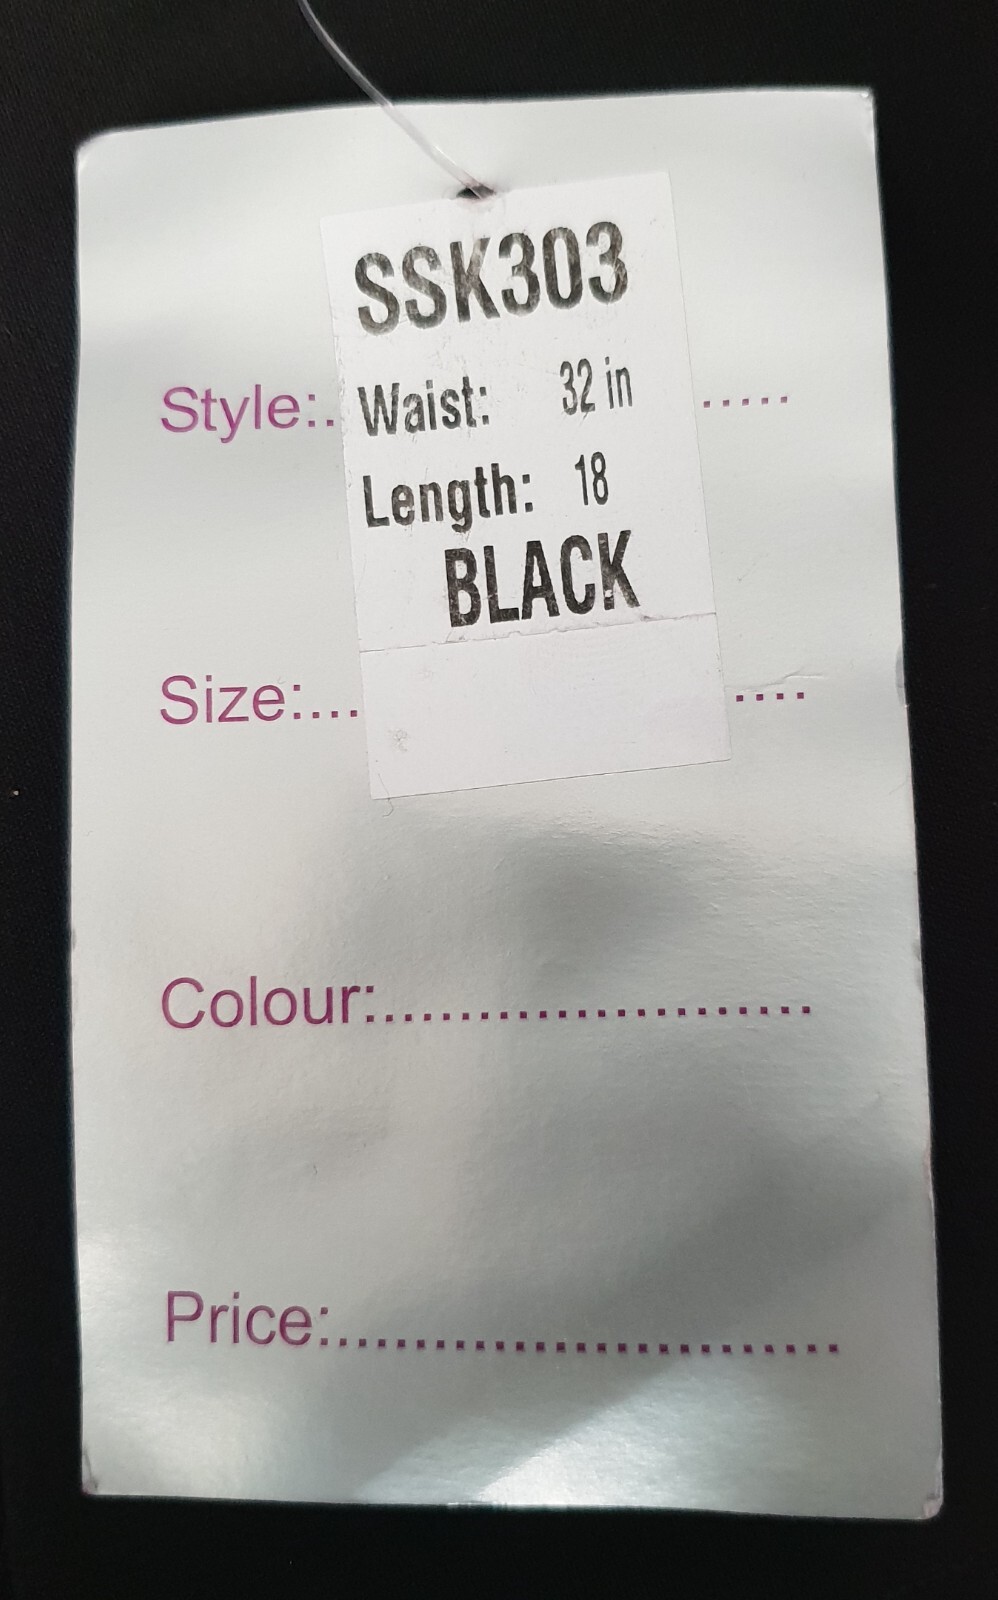 SSK303
Style:. Waist: 32 in .....
Length: 18
BLACK
Size:... ....
Colour:.......................
Price:..........................